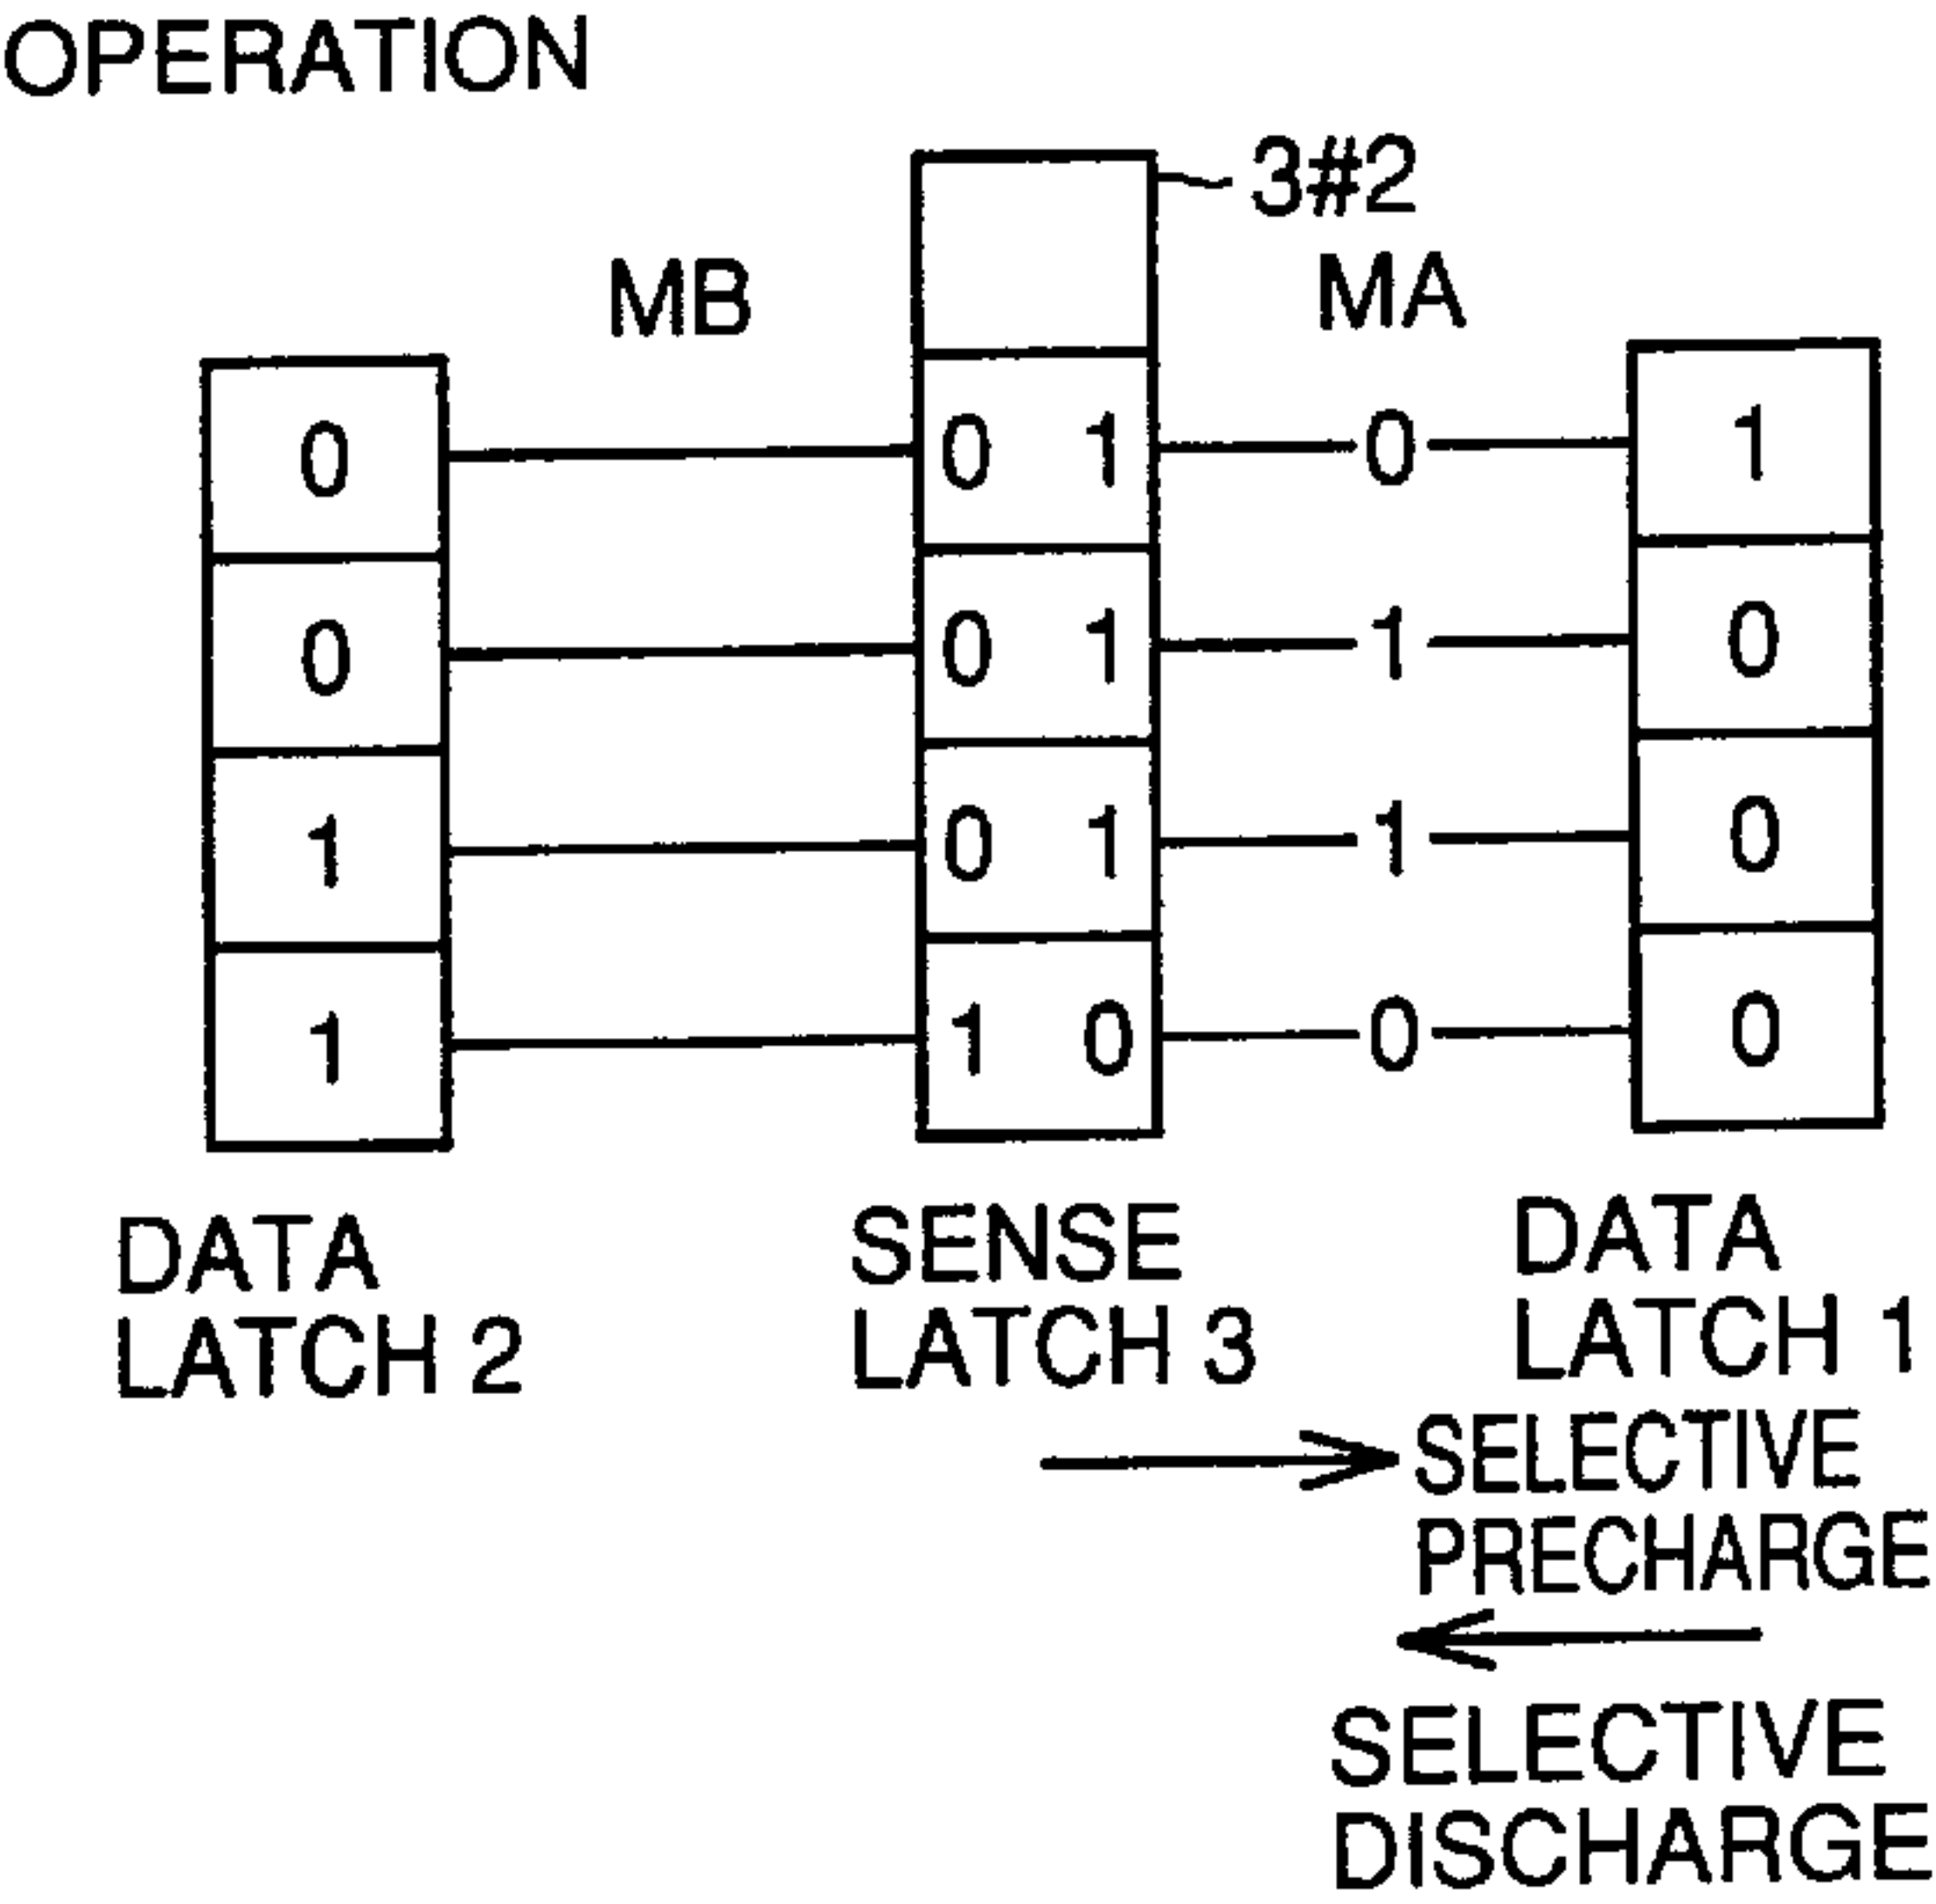 OPERATION
3#2
MB MA
0 0 1 0 1
0 0 1 1 0
1 0 1 1 0
1 1 0 0 0
DATA SENSE DATA
LATCH 2 LATCH 3 LATCH 1
SELECTIVE
PRECHARGE
SELECTIVE
DISCHARGE